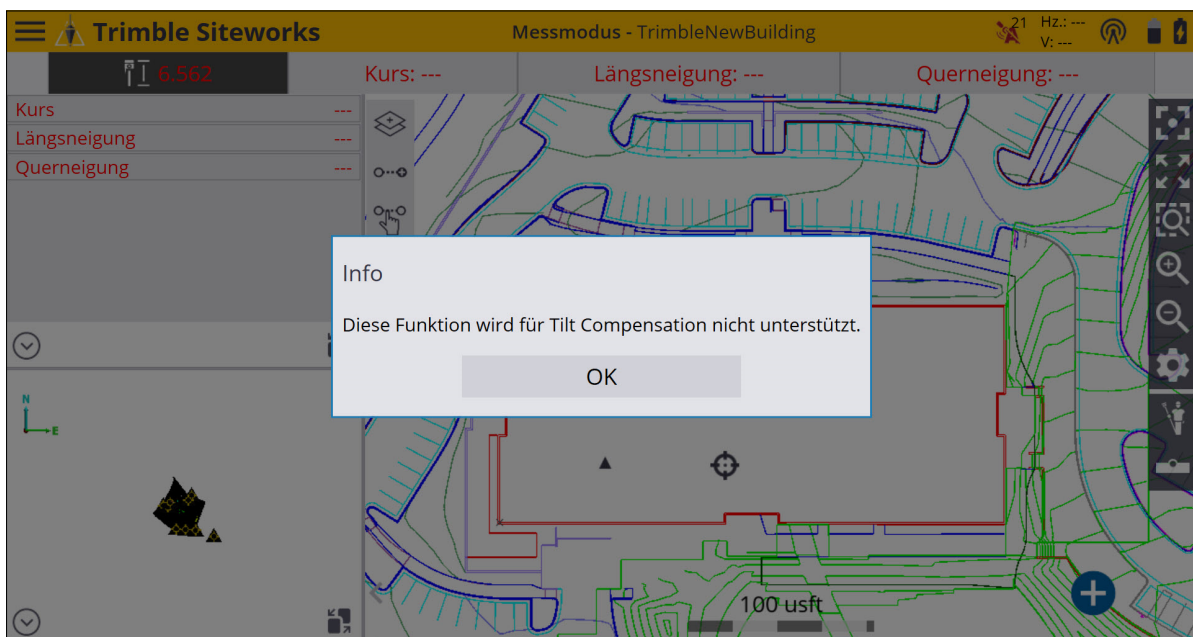 Trimble Siteworks
Messmodus - TrimbleNewBuilding
21
Hz.: ---
V: ---
6.562
Kurs: ---
Längsneigung: ---
Querneigung: ---
Kurs ---
Längsneigung ---
Querneigung ---
Info
Diese Funktion wird für Tilt Compensation nicht unterstützt.
OK
N
E
100 usft